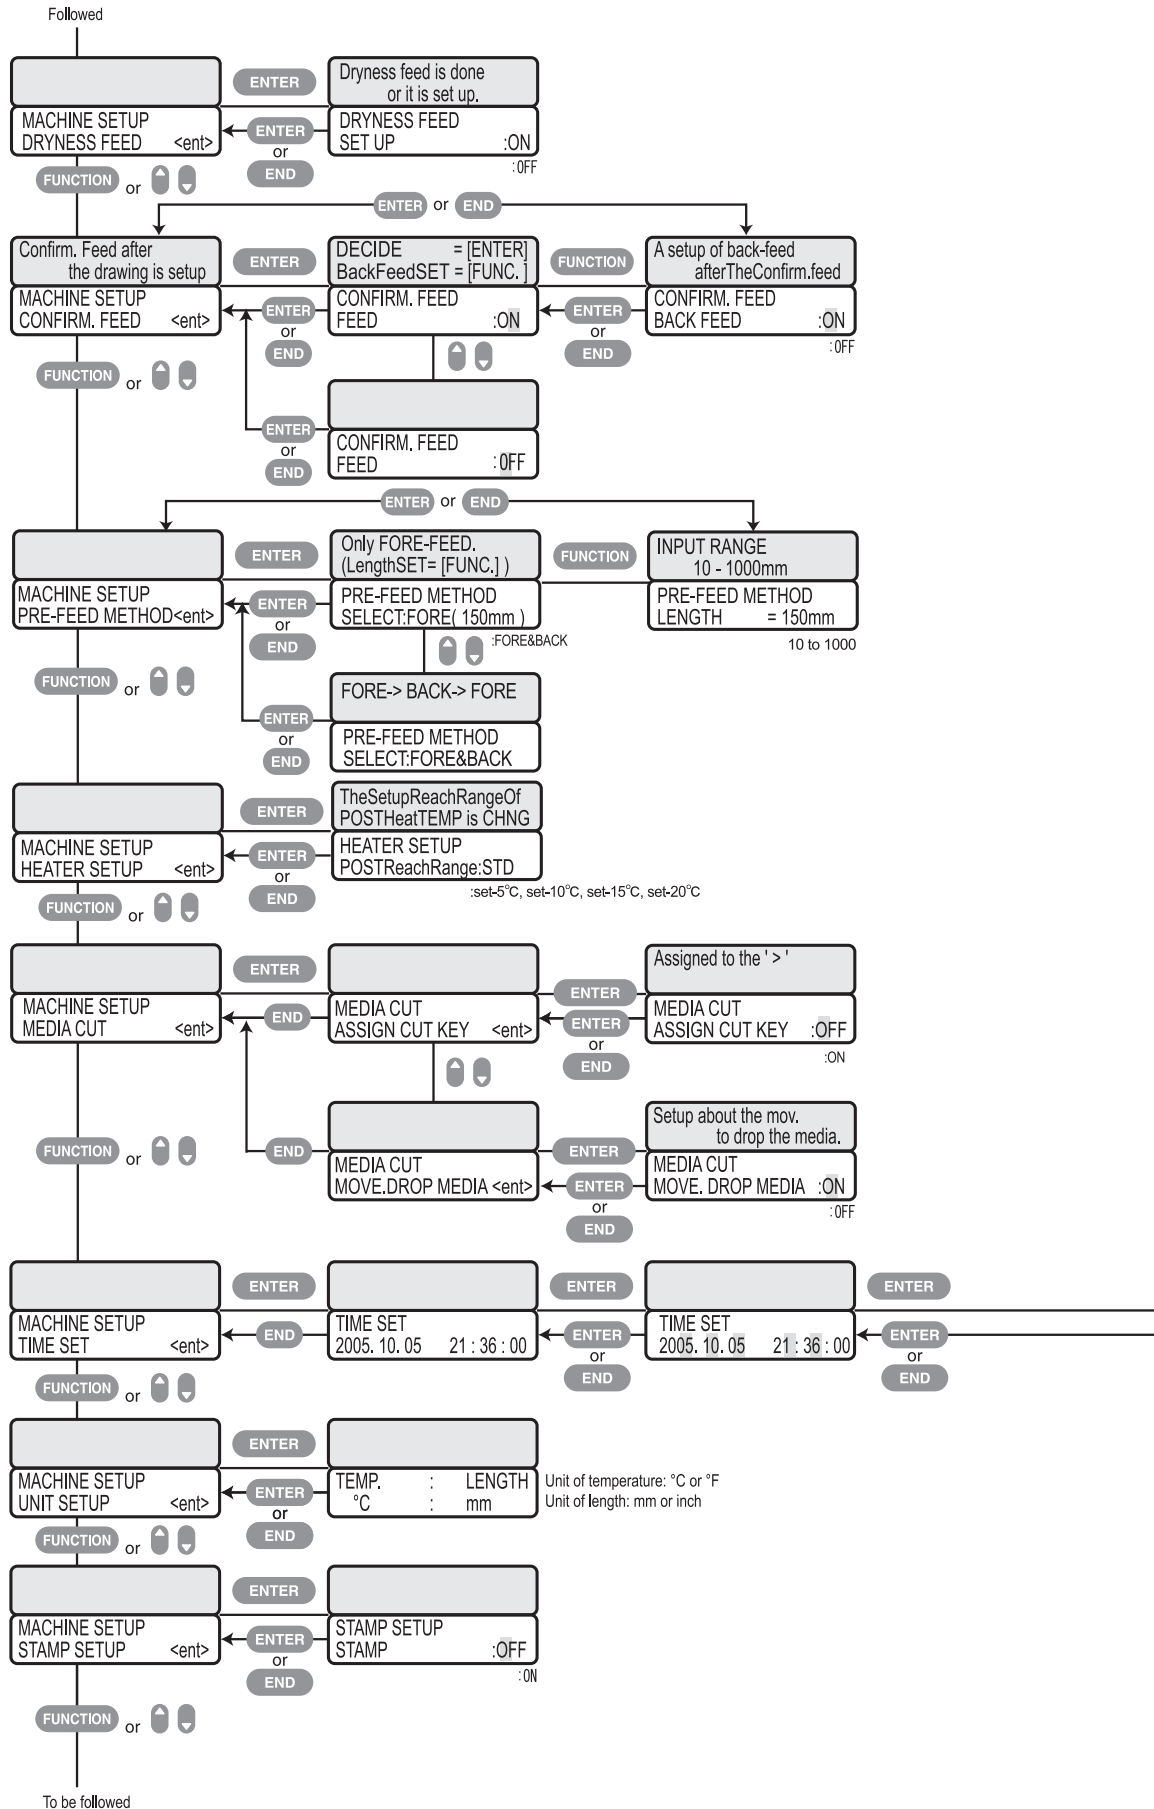 Followed
ENTER
Dryness feed is done
or it is set up.
MACHINE SETUP
DRYNESS FEED <ent>
ENTER
or
END
DRYNESS FEED
SET UP :ON
:OFF
FUNCTION or
ENTER or END
Confirm. Feed after
the drawing is setup
ENTER
DECIDE = [ENTER]
BackFeedSET = [FUNC. ]
FUNCTION
A setup of back-feed
afterTheConfirm.feed
MACHINE SETUP
CONFIRM. FEED <ent>
ENTER
or
END
CONFIRM. FEED
FEED :ON
ENTER
or
END
CONFIRM. FEED
BACK FEED :ON
:OFF
FUNCTION or
ENTER
or
END
CONFIRM. FEED
FEED :OFF
ENTER or END
ENTER
Only FORE-FEED.
(LengthSET= [FUNC.] )
FUNCTION
INPUT RANGE
10 - 1000mm
MACHINE SETUP
PRE-FEED METHOD<ent>
ENTER
or
END
PRE-FEED METHOD
SELECT:FORE( 150mm )
:FORE&BACK
PRE-FEED METHOD
LENGTH = 150mm
10 to 1000
FUNCTION or
FORE-> BACK-> FORE
ENTER
or
END
PRE-FEED METHOD
SELECT:FORE&BACK
ENTER
TheSetupReachRangeOf
POSTHeatTEMP is CHNG
MACHINE SETUP
HEATER SETUP <ent>
ENTER
or
END
HEATER SETUP
POSTReachRange:STD
:set-5°C, set-10°C, set-15°C, set-20°C
FUNCTION or
ENTER
Assigned to the ' > '
MACHINE SETUP
MEDIA CUT <ent>
END
MEDIA CUT
ASSIGN CUT KEY <ent>
ENTER
ENTER
or
END
MEDIA CUT
ASSIGN CUT KEY :OFF
:ON
FUNCTION or
END
MEDIA CUT
MOVE.DROP MEDIA <ent>
ENTER
ENTER
or
END
Setup about the mov.
to drop the media.
MEDIA CUT
MOVE. DROP MEDIA :ON
:OFF
ENTER
ENTER
ENTER
MACHINE SETUP
TIME SET <ent>
END
TIME SET
2005. 10. 05 21 : 36 : 00
ENTER
or
END
TIME SET
2005. 10. 05 21 : 36 : 00
ENTER
or
END
FUNCTION or
ENTER
MACHINE SETUP
UNIT SETUP <ent>
ENTER
or
END
TEMP. : LENGTH
°C : mm
Unit of temperature: °C or °F
Unit of length: mm or inch
FUNCTION or
ENTER
MACHINE SETUP
STAMP SETUP <ent>
ENTER
or
END
STAMP SETUP
STAMP :OFF
:ON
FUNCTION or
To be followed